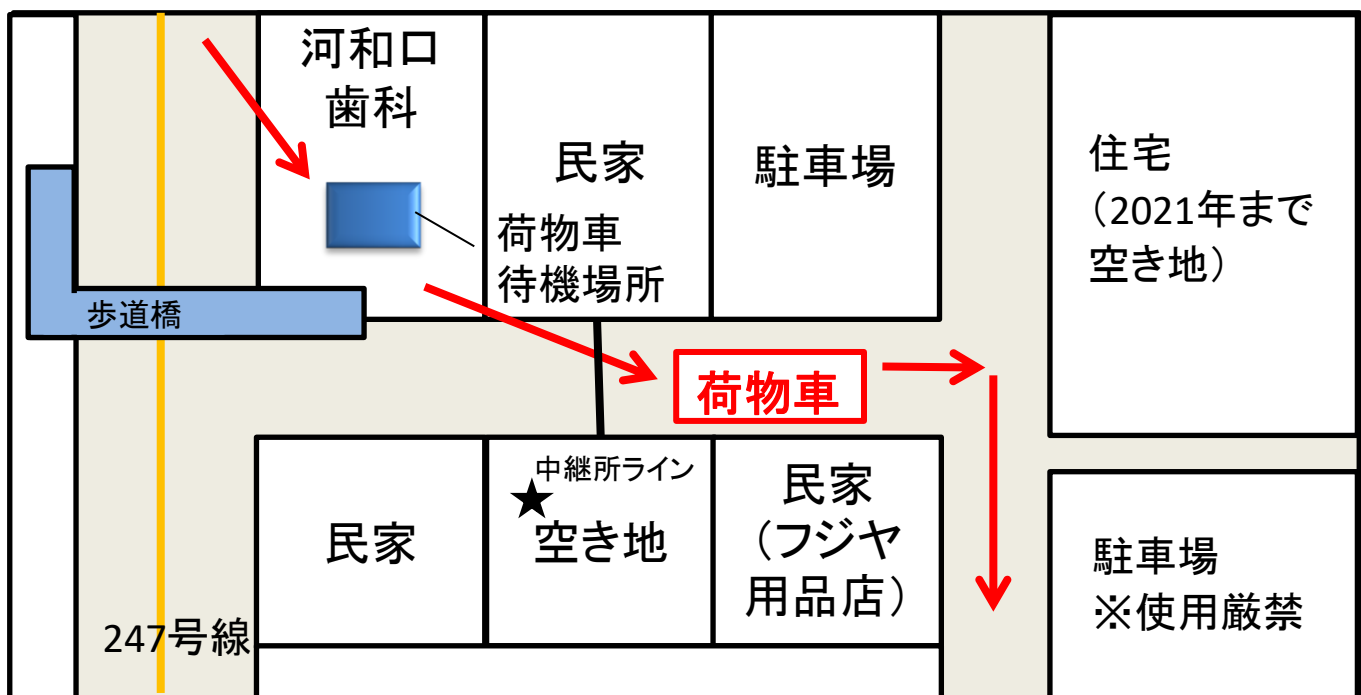 河和口
歯科
民家
駐車場
荷物車
待機場所
住宅
（2021年まで
空き地）
歩道橋
荷物車
中継所ライン
民家
★
空き地
民家
（フジヤ
用品店）
駐車場
※使用厳禁
247号線